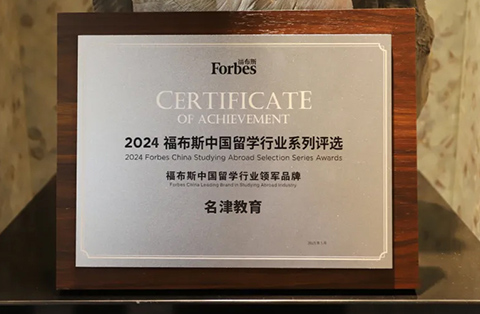 福布斯
Forbes
CERTIFICATE
OF ACHIEVEMENT
2024 福布斯中国留学行业系列评选
2024 Forbes China Studying Abroad Selection Series Awards
福布斯中国留学行业领军品牌
Forbes China Leading Brand in Studying Abroad Industry
名津教育